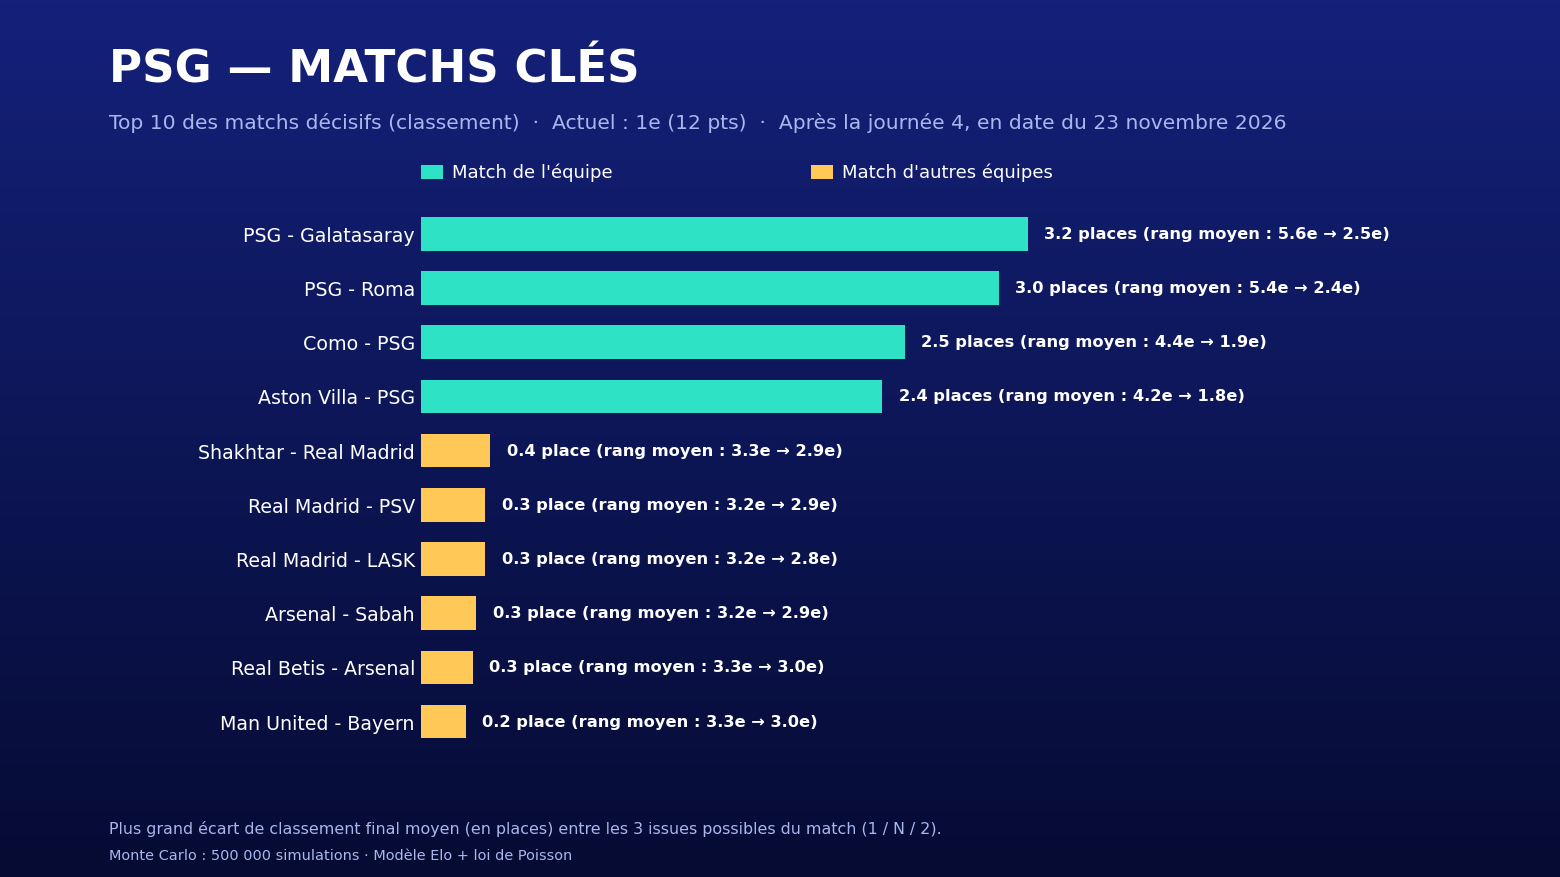 PSG — MATCHS CLÉS
Top 10 des matchs décisifs (classement)  ·  Actuel : 1e (12 pts)  ·  Après la journée 4, en date du 23 novembre 2026
Match de l'équipe
Match d'autres équipes
PSG - Galatasaray 3.2 places (rang moyen : 5.6e → 2.5e)
PSG - Roma 3.0 places (rang moyen : 5.4e → 2.4e)
Como - PSG 2.5 places (rang moyen : 4.4e → 1.9e)
Aston Villa - PSG 2.4 places (rang moyen : 4.2e → 1.8e)
Shakhtar - Real Madrid 0.4 place (rang moyen : 3.3e → 2.9e)
Real Madrid - PSV 0.3 place (rang moyen : 3.2e → 2.9e)
Real Madrid - LASK 0.3 place (rang moyen : 3.2e → 2.8e)
Arsenal - Sabah 0.3 place (rang moyen : 3.2e → 2.9e)
Real Betis - Arsenal 0.3 place (rang moyen : 3.3e → 3.0e)
Man United - Bayern 0.2 place (rang moyen : 3.3e → 3.0e)
Plus grand écart de classement final moyen (en places) entre les 3 issues possibles du match (1 / N / 2).
Monte Carlo : 500 000 simulations · Modèle Elo + loi de Poisson